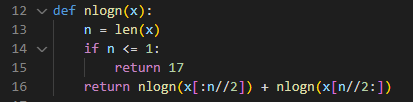 12 def nlogn(x):
13     n = len(x)
14     if n <= 1:
15         return 17
16     return nlogn(x[:n//2]) + nlogn(x[n//2:])